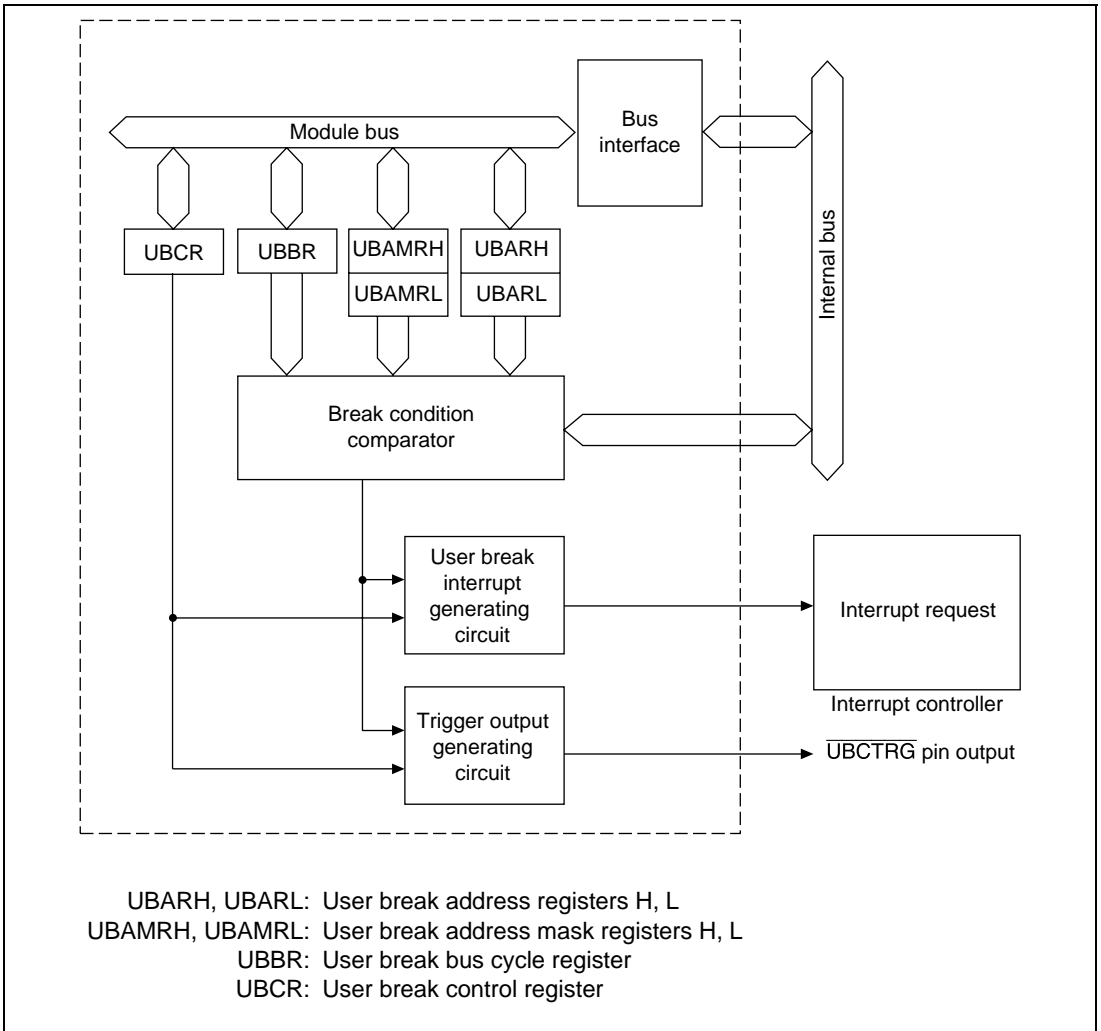 Bus
interface
Module bus
Internal bus
UBCR
UBBR
UBAMRH
UBARH
UBAMRL
UBARL
Break condition
comparator
User break
interrupt
generating
circuit
Interrupt request
Interrupt controller
Trigger output
generating
circuit
U̅B̅C̅T̅R̅G̅ pin output
UBARH, UBARL: User break address registers H, L
UBAMRH, UBAMRL: User break address mask registers H, L
UBBR: User break bus cycle register
UBCR: User break control register